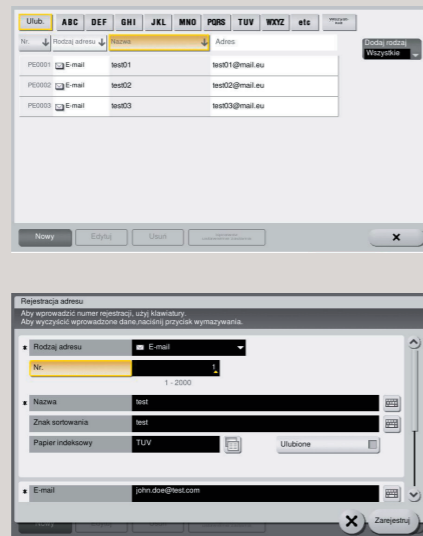 Ulub. ABC DEF GHI JKL MNO PQRS TUV WXYZ etc
Nr. Rodzaj adresu Nazwa Adres
Dodaj rodzaj
Wszystkie
PE0001 E-mail test01 test01@mail.eu
PE0002 E-mail test02 test02@mail.eu
PE0003 E-mail test03 test03@mail.eu
Nowy Edytuj Usuń
Rejestracja adresu
Aby wprowadzic numer rejestracji, użyj klawiatury.
Aby wyczyścić wprowadzone dane,naciśnij przycisk wymazywania.
* Rodzaj adresu E-mail
Nr. 1
1 - 2000
* Nazwa test
Znak sortowania test
Papier indeksowy TUV Ulubione
* E-mail john.doe@test.com
Nowy
Zarejestruj